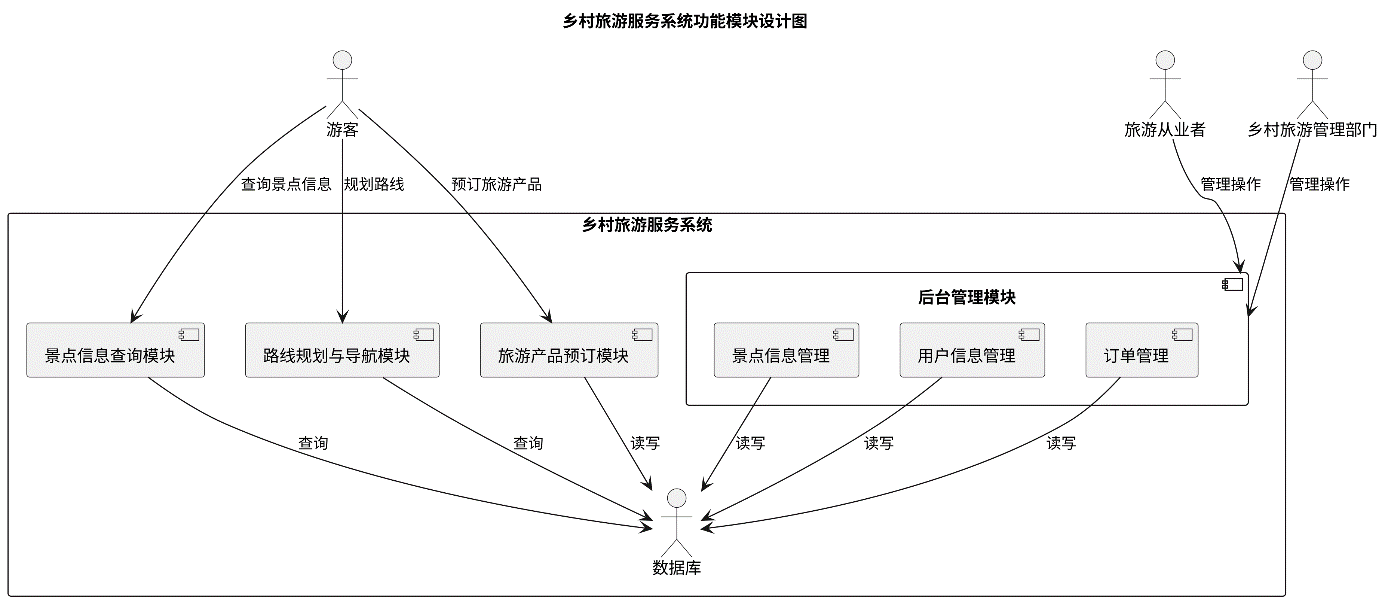 乡村旅游服务系统功能模块设计图
游客
旅游从业者
乡村旅游管理部门
查询景点信息
规划路线
预订旅游产品
管理操作
管理操作
乡村旅游服务系统
后台管理模块
景点信息查询模块
路线规划与导航模块
旅游产品预订模块
景点信息管理
用户信息管理
订单管理
查询
查询
读写
读写
读写
读写
数据库